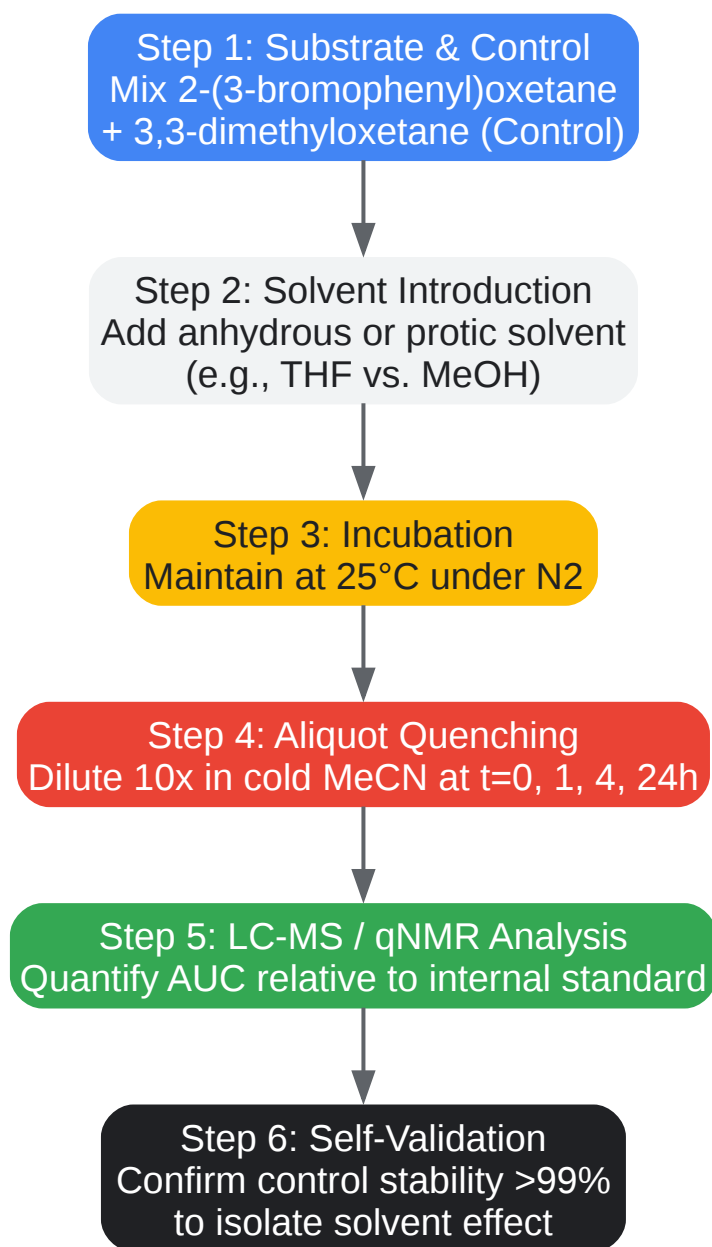 Step 1: Substrate & Control
Mix 2-(3-bromophenyl)oxetane
+ 3,3-dimethyloxetane (Control)
Step 2: Solvent Introduction
Add anhydrous or protic solvent
(e.g., THF vs. MeOH)
Step 3: Incubation
Maintain at 25°C under N2
Step 4: Aliquot Quenching
Dilute 10x in cold MeCN at t=0, 1, 4, 24h
Step 5: LC-MS / qNMR Analysis
Quantify AUC relative to internal standard
Step 6: Self-Validation
Confirm control stability >99%
to isolate solvent effect